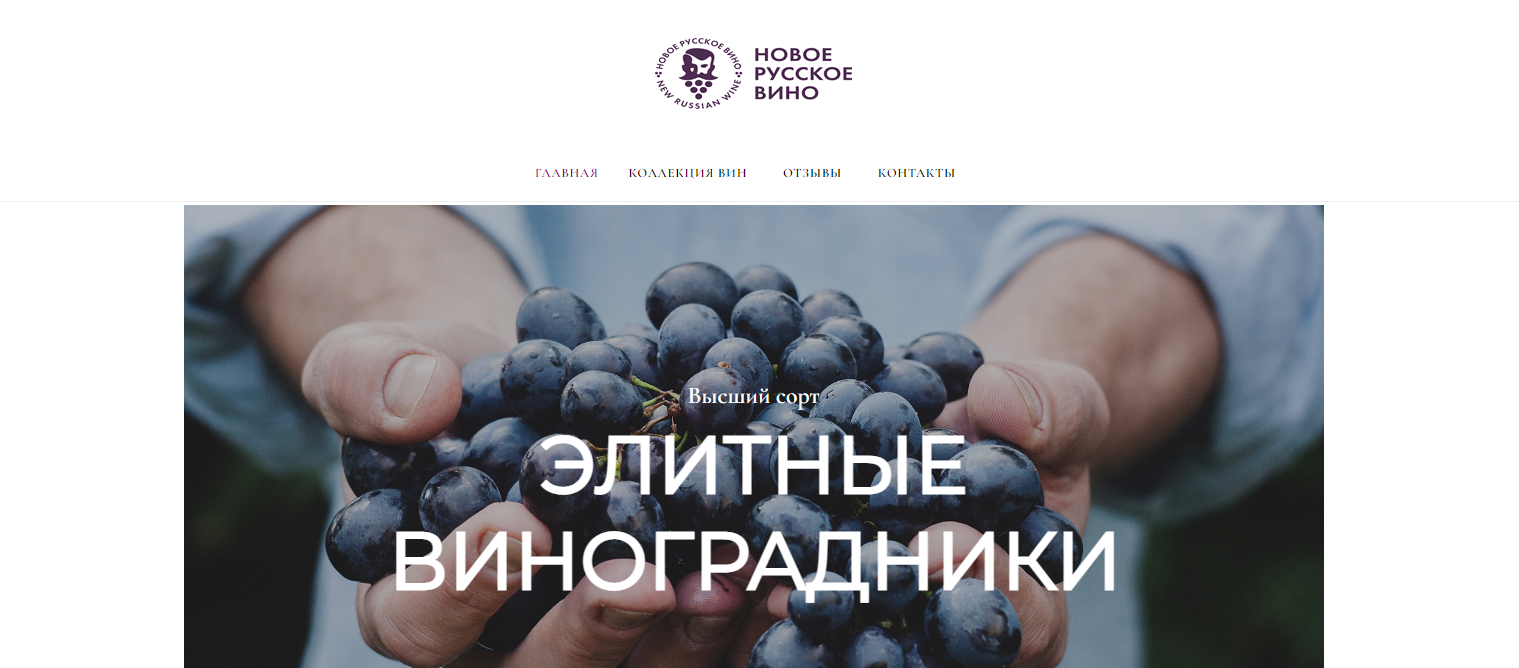 НОВОЕ РУССКОЕ ВИНО
NEW RUSSIAN WINE
НОВОЕ
РУССКОЕ
ВИНО
ГЛАВНАЯ
КОЛЛЕКЦИЯ ВИН
ОТЗЫВЫ
КОНТАКТЫ
Высший сорт
ЭЛИТНЫЕ
ВИНОГРАДНИКИ